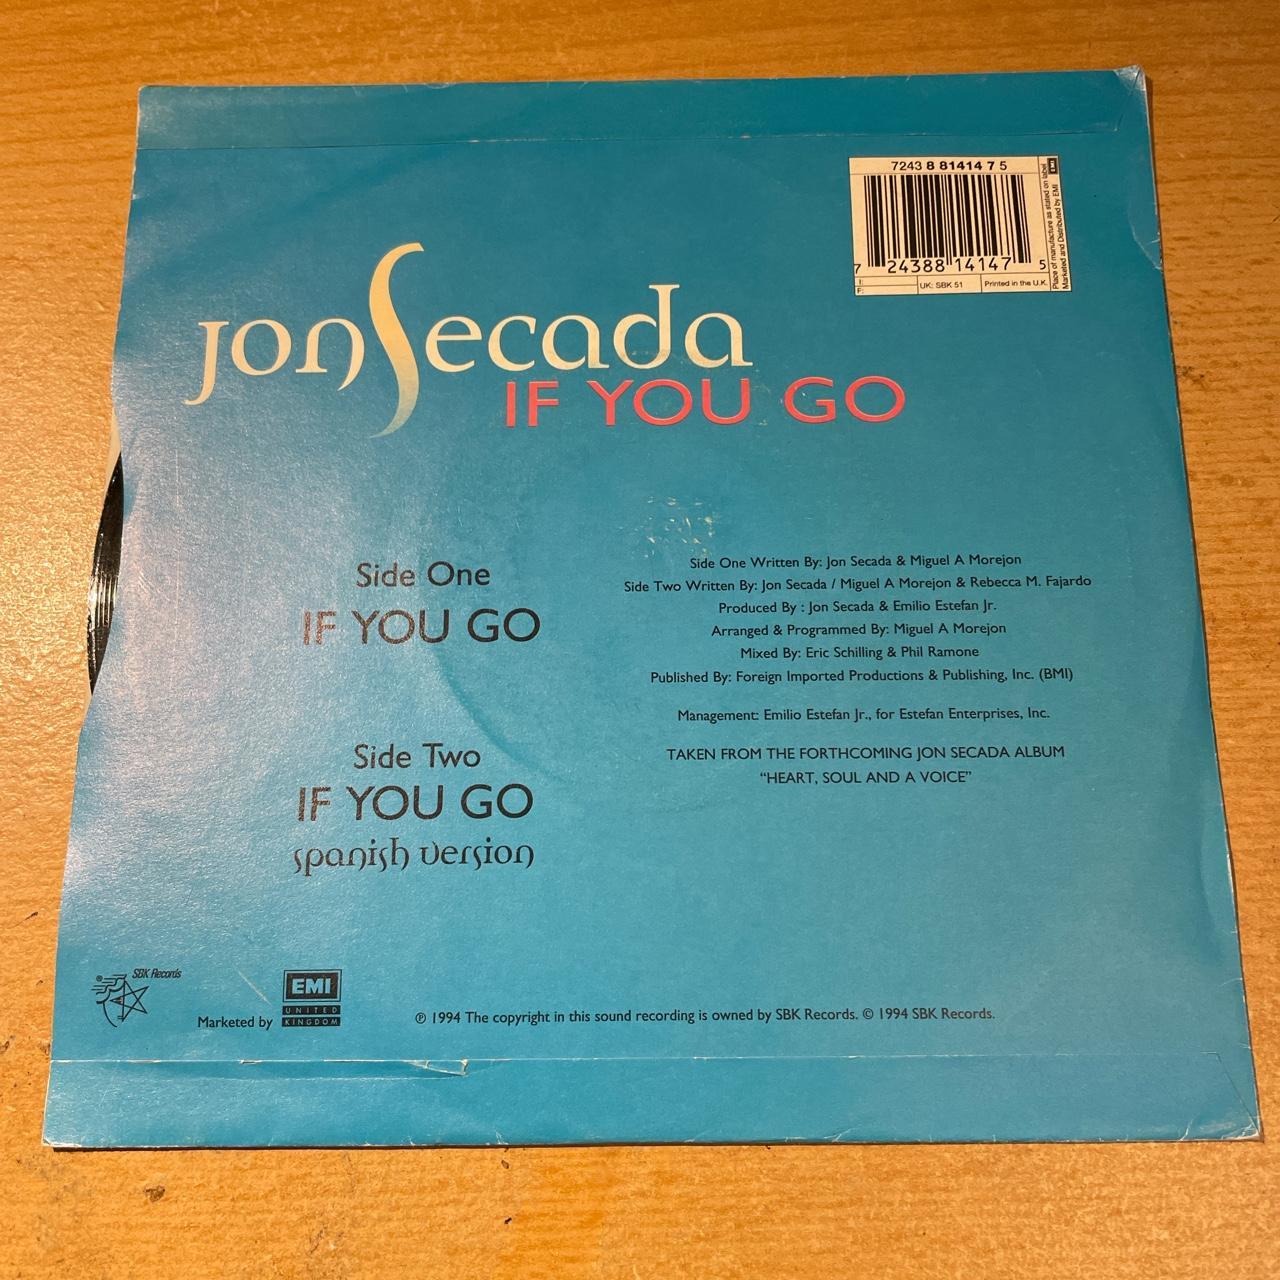 7243 8 81414 7 5
7 24388 14147 5
I:
F:
UK: SBK 51
Printed in the U.K.
Place of manufacture as stated on label
Marketed and Distributed by EMI
EMI
Jon Secada
IF YOU GO
Side One
IF YOU GO
Side Two
IF YOU GO
spanish version
Side One Written By: Jon Secada & Miguel A Morejon
Side Two Written By: Jon Secada / Miguel A Morejon & Rebecca M. Fajardo
Produced By : Jon Secada & Emilio Estefan Jr.
Arranged & Programmed By: Miguel A Morejon
Mixed By: Eric Schilling & Phil Ramone
Published By: Foreign Imported Productions & Publishing, Inc. (BMI)
Management: Emilio Estefan Jr., for Estefan Enterprises, Inc.
TAKEN FROM THE FORTHCOMING JON SECADA ALBUM
“HEART, SOUL AND A VOICE”
® SBK Records
Marketed by
EMI
UNITED
KINGDOM
℗ 1994 The copyright in this sound recording is owned by SBK Records. © 1994 SBK Records.